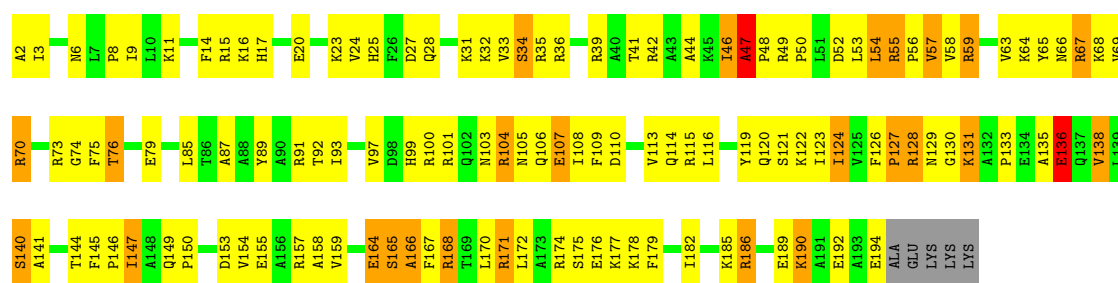 A2 I3 N6 L7 P8 I9 L10 K11 F14 R15 K16 H17 E20 K23 V24 H25 F26 D27 Q28 K31 K32 V33 S34 R35 R36 R39 A40 T41 R42 A43 A44 K45 I46 A47 P48 R49 P50 L51 D52 L53 L54 R55 P56 V57 V58 R59 V63 K64 Y65 N66 R67 K68 V69
R70 R73 G74 F75 T76 E79 L85 T86 A87 A88 Y89 A90 R91 T92 I93 V97 D98 H99 R100 R101 Q102 N103 R104 N105 Q106 E107 I108 F109 D110 V113 Q114 R115 L116 Y119 Q120 S121 K122 I123 I124 V125 F126 P127 R128 N129 G130 K131 A132 P133 E134 A135 E136 Q137 V138 L139
S140 A141 T144 F145 P146 I147 A148 Q149 P150 D153 V154 E155 A156 R157 A158 V159 E164 S165 A166 F167 R168 T169 L170 R171 L172 A173 R174 S175 E176 K177 K178 F179 I182 K185 R186 E189 K190 A191 E192 A193 E194 ALA GLU LYS LYS LYS